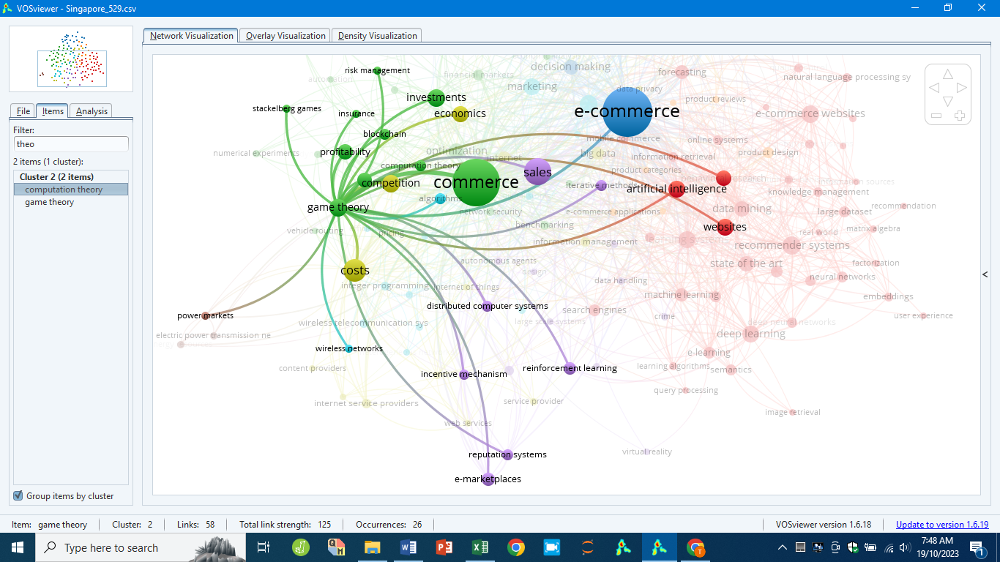 VOSviewer - Singapore_529.csv
File
Items
Analysis
Filter:
theo
2 items (1 cluster):
Cluster 2 (2 items)
computation theory
game theory
Group items by cluster
Network Visualization
Overlay Visualization
Density Visualization
decision making
risk management
automation
financial markets
forecasting
natural language processing sy
marketing
data privacy
investments
product reviews
stackelberg games
insurance
economics
e-commerce
e-commerce websites
blockchain
mobile commerce
online systems
numerical experiments
profitability
optimization
internet
big data
information retrieval
product design
computation theory
sales
product categories
competition
commerce
behavioral research
information sources
iterative methods
artificial intelligence
knowledge management
algorithms
game theory
network security
e-commerce applications
data mining
large dataset
recommendation
benchmarking
websites
matrix algebra
vehicle routing
pricing
real-world
information management
recommender systems
autonomous agents
state of the art
factorization
costs
design
data handling
neural networks
integer programming
internet of things
machine learning
embeddings
distributed computer systems
search engines
power markets
crime
user experience
wireless telecommunication sys
large scale systems
deep neural networks
electric power transmission ne
deep learning
wireless networks
e-learning
content providers
incentive mechanism
reinforcement learning
learning algorithms
semantics
query processing
internet service providers
service provider
image retrieval
web services
reputation systems
virtual reality
e-marketplaces
<
Item: game theory
Cluster: 2
Links: 58
Total link strength: 125
Occurrences: 26
VOSviewer version 1.6.18
Update to version 1.6.19
Type here to search
7:48 AM
19/10/2023